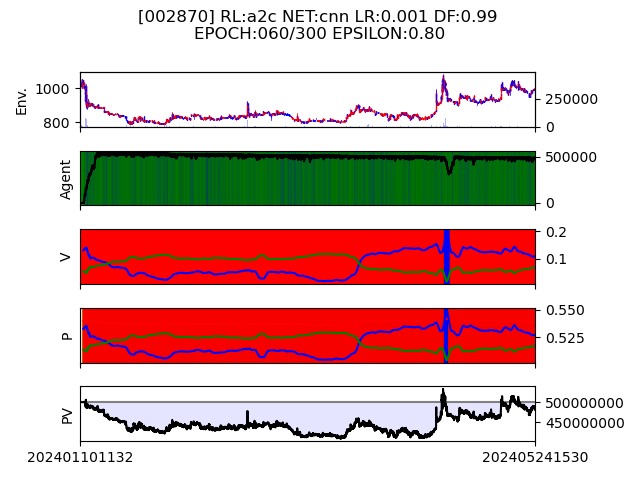 [002870] RL:a2c NET:cnn LR:0.001 DF:0.99
EPOCH:060/300 EPSILON:0.80
Env.
1000
800
250000
0
Agent
500000
0
V
0.2
0.1
P
0.550
0.525
PV
500000000
450000000
202401101132
202405241530